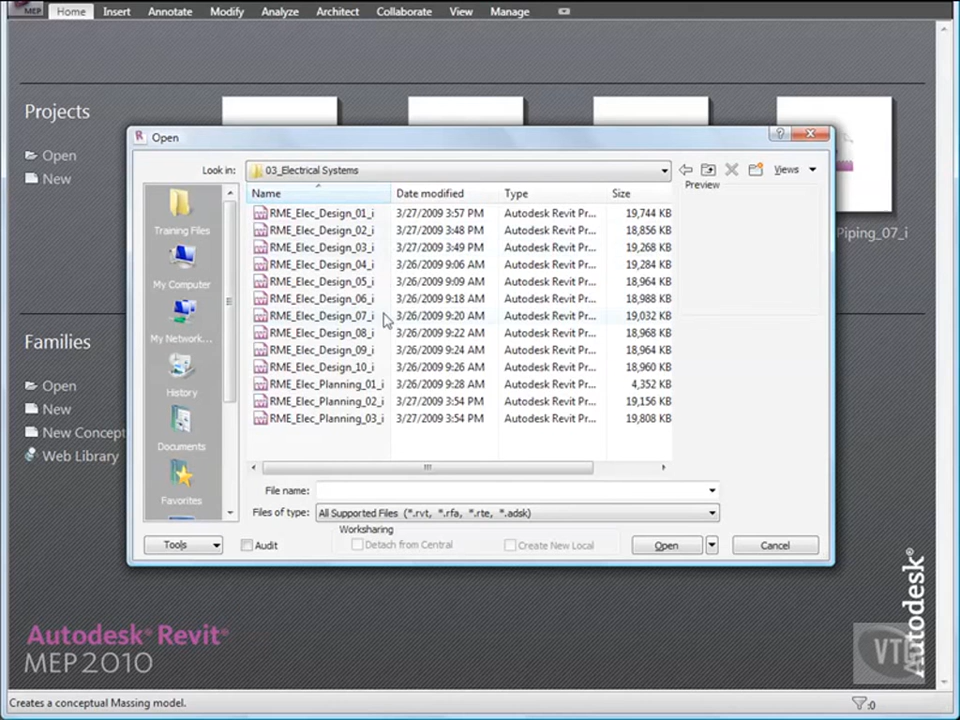 MEP Home Insert Annotate Modify Analyze Architect Collaborate View Manage
Projects
Open
New
Piping_07_i
Families
Open
New
New Concept
Web Library
Open
Look in: 03_Electrical Systems Views
Name Date modified Type Size
Preview
RME_Elec_Design_01_i 3/27/2009 3:57 PM Autodesk Revit Pr... 19,744 KB
RME_Elec_Design_02_i 3/27/2009 3:48 PM Autodesk Revit Pr... 18,856 KB
RME_Elec_Design_03_i 3/27/2009 3:49 PM Autodesk Revit Pr... 19,268 KB
RME_Elec_Design_04_i 3/26/2009 9:06 AM Autodesk Revit Pr... 19,284 KB
RME_Elec_Design_05_i 3/26/2009 9:09 AM Autodesk Revit Pr... 18,964 KB
RME_Elec_Design_06_i 3/26/2009 9:18 AM Autodesk Revit Pr... 18,988 KB
RME_Elec_Design_07_i 3/26/2009 9:20 AM Autodesk Revit Pr... 19,032 KB
RME_Elec_Design_08_i 3/26/2009 9:22 AM Autodesk Revit Pr... 18,968 KB
RME_Elec_Design_09_i 3/26/2009 9:24 AM Autodesk Revit Pr... 18,964 KB
RME_Elec_Design_10_i 3/26/2009 9:26 AM Autodesk Revit Pr... 18,960 KB
RME_Elec_Planning_01_i 3/26/2009 9:28 AM Autodesk Revit Pr... 4,352 KB
RME_Elec_Planning_02_i 3/27/2009 3:54 PM Autodesk Revit Pr... 19,156 KB
RME_Elec_Planning_03_i 3/27/2009 3:54 PM Autodesk Revit Pr... 19,808 KB
Training Files
My Computer
My Network...
History
Documents
Favorites
File name:
Files of type: All Supported Files (*.rvt, *.rfa, *.rte, *.adsk)
Worksharing
Tools Audit Detach from Central Create New Local Open Cancel
Autodesk®
Autodesk® Revit®
MEP 2010
VTC
Creates a conceptual Massing model. :0